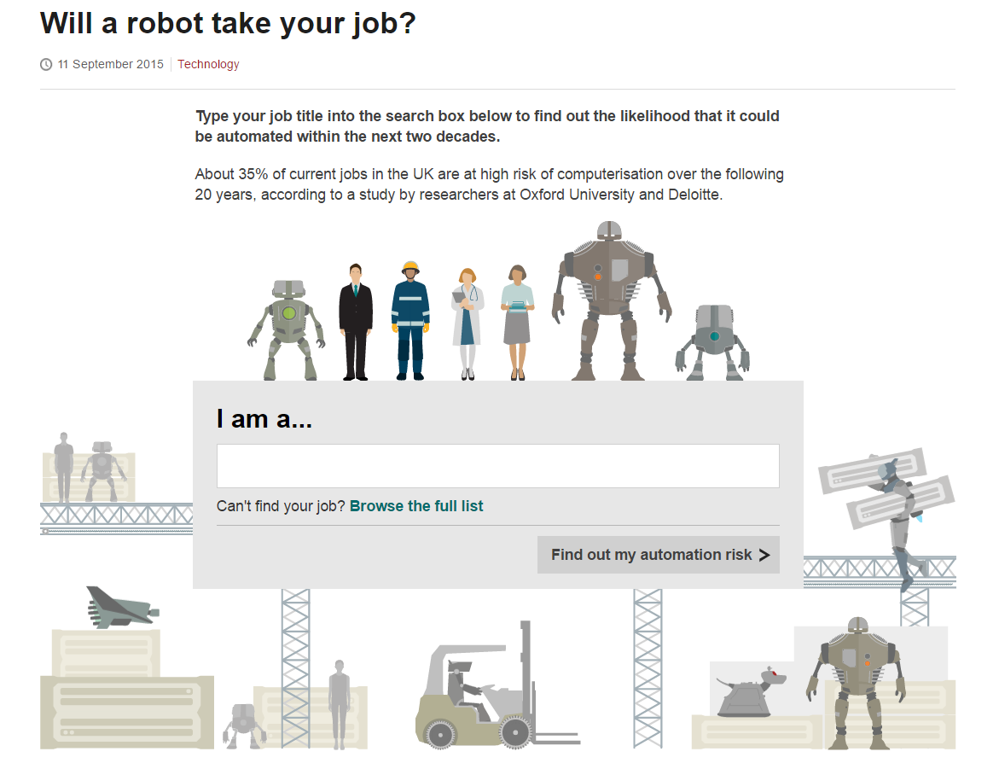 Will a robot take your job?
11 September 2015 | Technology
Type your job title into the search box below to find out the likelihood that it could
be automated within the next two decades.
About 35% of current jobs in the UK are at high risk of computerisation over the following
20 years, according to a study by researchers at Oxford University and Deloitte.
I am a...
Can't find your job? Browse the full list
Find out my automation risk